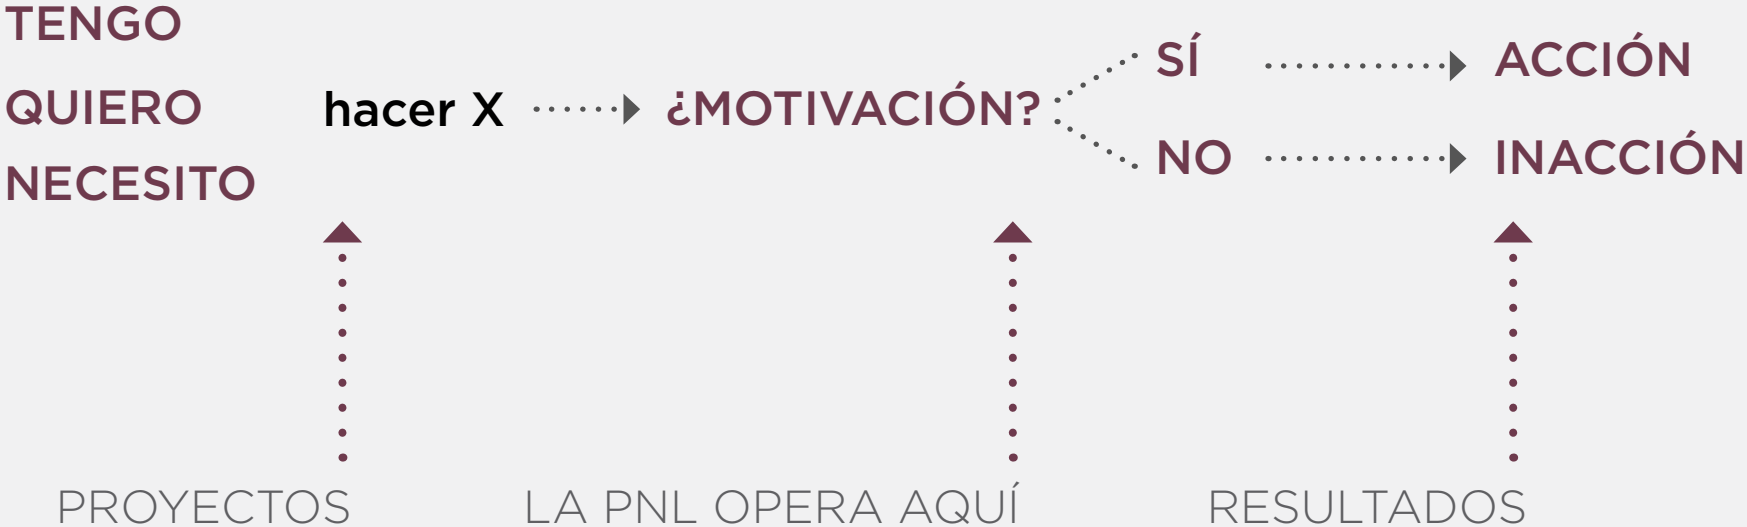 TENGO
QUIERO
NECESITO
hacer X
¿MOTIVACIÓN?
SÍ
ACCIÓN
NO
INACCIÓN
PROYECTOS
LA PNL OPERA AQUÍ
RESULTADOS